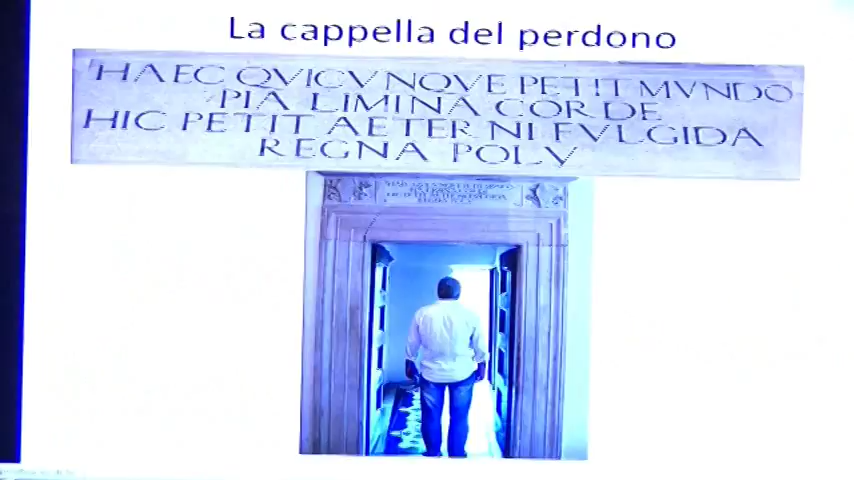 La cappella del perdono
HAEC QVICVNQVE PETIT MVNDO
PIA LIMINA CORDE
HIC PETIT AETERNI FVLGIDA
REGNA POLI